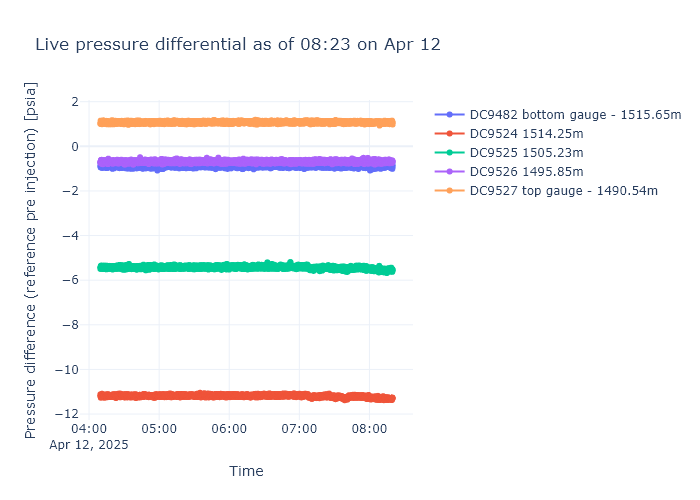 Live pressure differential as of 08:23 on Apr 12
Pressure difference (reference pre injection) [psia]
2
0
−2
−4
−6
−8
−10
−12
04:00
05:00
06:00
07:00
08:00
Apr 12, 2025
Time
DC9482 bottom gauge - 1515.65m
DC9524 1514.25m
DC9525 1505.23m
DC9526 1495.85m
DC9527 top gauge - 1490.54m